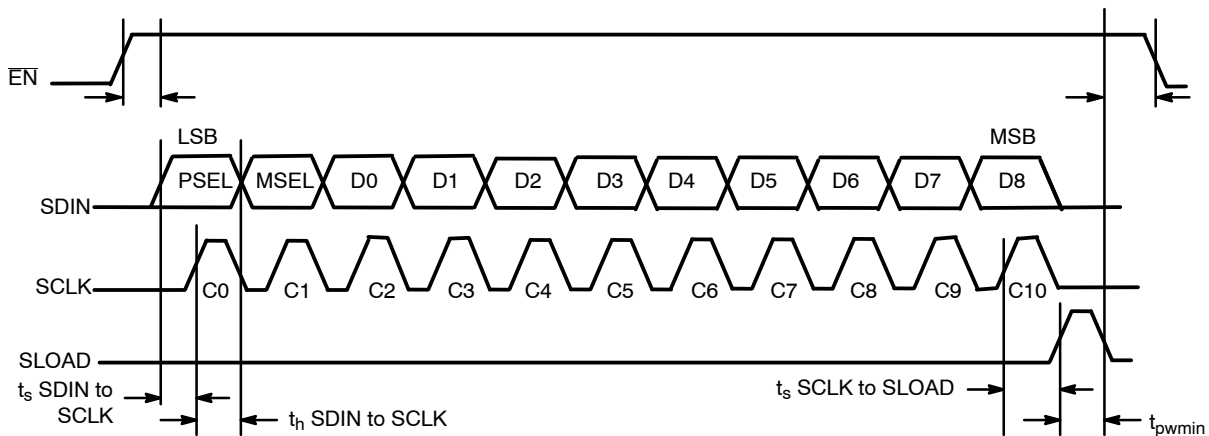 EN
LSB
MSB
PSEL MSEL D0 D1 D2 D3 D4 D5 D6 D7 D8
SDIN
SCLK
C0 C1 C2 C3 C4 C5 C6 C7 C8 C9 C10
SLOAD
ts SDIN to
SCLK
th SDIN to SCLK
ts SCLK to SLOAD
tpwmin